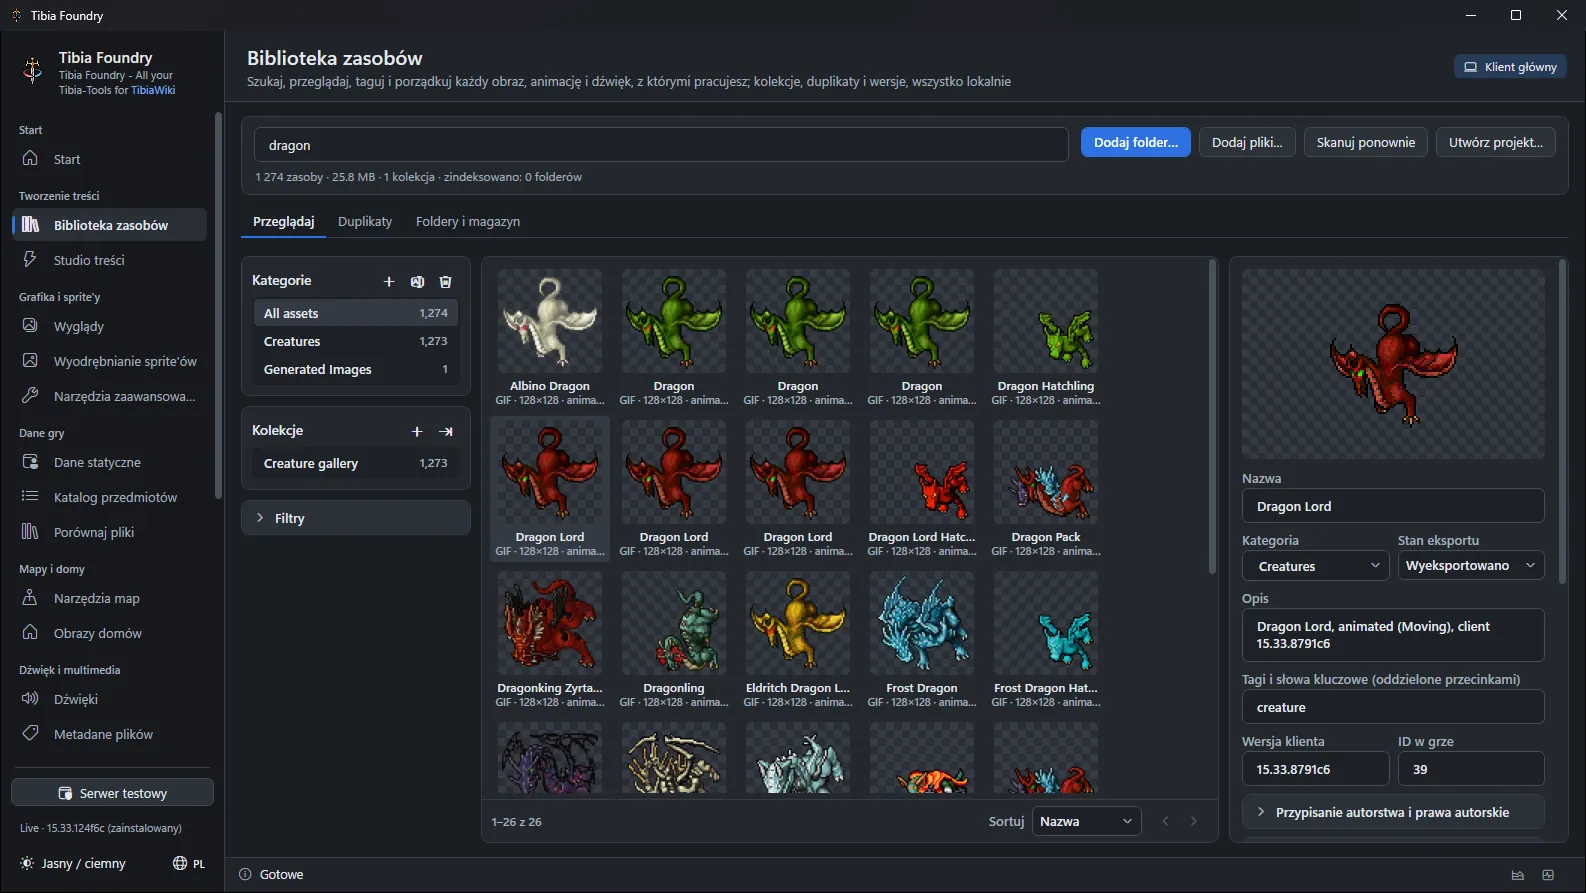 Tibia Foundry
Tibia Foundry
Tibia Foundry - All your
Tibia-Tools for TibiaWiki
Start
Start
Tworzenie treści
Biblioteka zasobów
Studio treści
Grafika i sprite'y
Wyglądy
Wyodrębnianie sprite'ów
Narzędzia zaawansowa...
Dane gry
Dane statyczne
Katalog przedmiotów
Porównaj pliki
Mapy i domy
Narzędzia map
Obrazy domów
Dźwięk i multimedia
Dźwięki
Metadane plików
Serwer testowy
Live · 15.33.124f6c (zainstalowany)
Jasny / ciemny
PL
Biblioteka zasobów
Szukaj, przeglądaj, taguj i porządkuj każdy obraz, animację i dźwięk, z którymi pracujesz; kolekcje, duplikaty i wersje, wszystko lokalnie
Klient główny
dragon
Dodaj folder...
Dodaj pliki...
Skanuj ponownie
Utwórz projekt...
1 274 zasoby · 25.8 MB · 1 kolekcja · zindeksowano: 0 folderów
Przeglądaj
Duplikaty
Foldery i magazyn
Kategorie
All assets 1,274
Creatures 1,273
Generated Images 1
Kolekcje
Creature gallery 1,273
Filtry
Albino Dragon
GIF · 128×128 · anima...
Dragon
GIF · 128×128 · anima...
Dragon
GIF · 128×128 · anima...
Dragon
GIF · 128×128 · anima...
Dragon Hatchling
GIF · 128×128 · anima...
Dragon Lord
GIF · 128×128 · anima...
Dragon Lord
GIF · 128×128 · anima...
Dragon Lord
GIF · 128×128 · anima...
Dragon Lord Hatc...
GIF · 128×128 · anima...
Dragon Pack
GIF · 128×128 · anima...
Dragonking Zyrta...
GIF · 128×128 · anima...
Dragonling
GIF · 128×128 · anima...
Eldritch Dragon L...
GIF · 128×128 · anima...
Frost Dragon
GIF · 128×128 · anima...
Frost Dragon Hat...
GIF · 128×128 · anima...
1–26 z 26
Sortuj
Nazwa
Nazwa
Dragon Lord
Kategoria
Creatures
Stan eksportu
Wyeksportowano
Opis
Dragon Lord, animated (Moving), client
15.33.8791c6
Tagi i słowa kluczowe (oddzielone przecinkami)
creature
Wersja klienta
15.33.8791c6
ID w grze
39
Przypisanie autorstwa i prawa autorskie
Gotowe